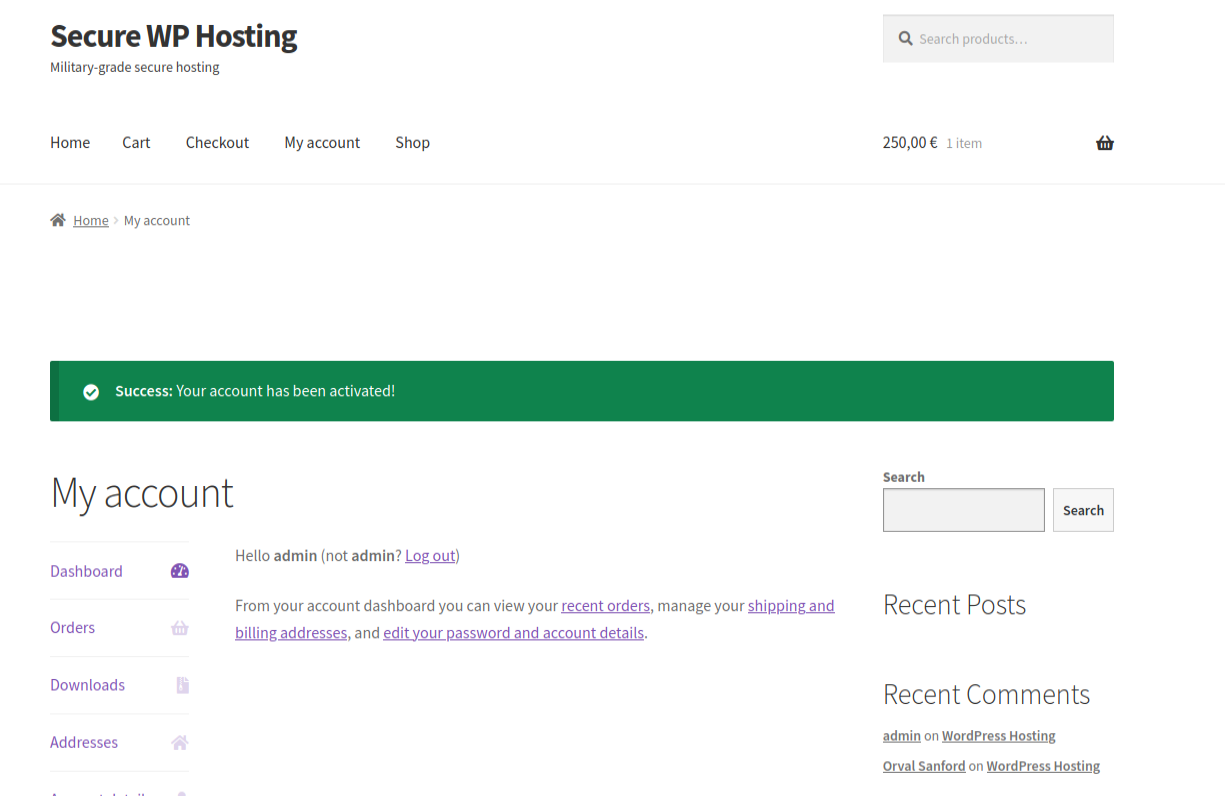 Secure WP Hosting
Military-grade secure hosting
Search products…
Home
Cart
Checkout
My account
Shop
250,00 € 1 item
Home
My account
Success: Your account has been activated!
My account
Dashboard
Orders
Downloads
Addresses
Hello admin (not admin? Log out)
From your account dashboard you can view your recent orders, manage your shipping and
billing addresses, and edit your password and account details.
Search
Search
Recent Posts
Recent Comments
admin on WordPress Hosting
Orval Sanford on WordPress Hosting